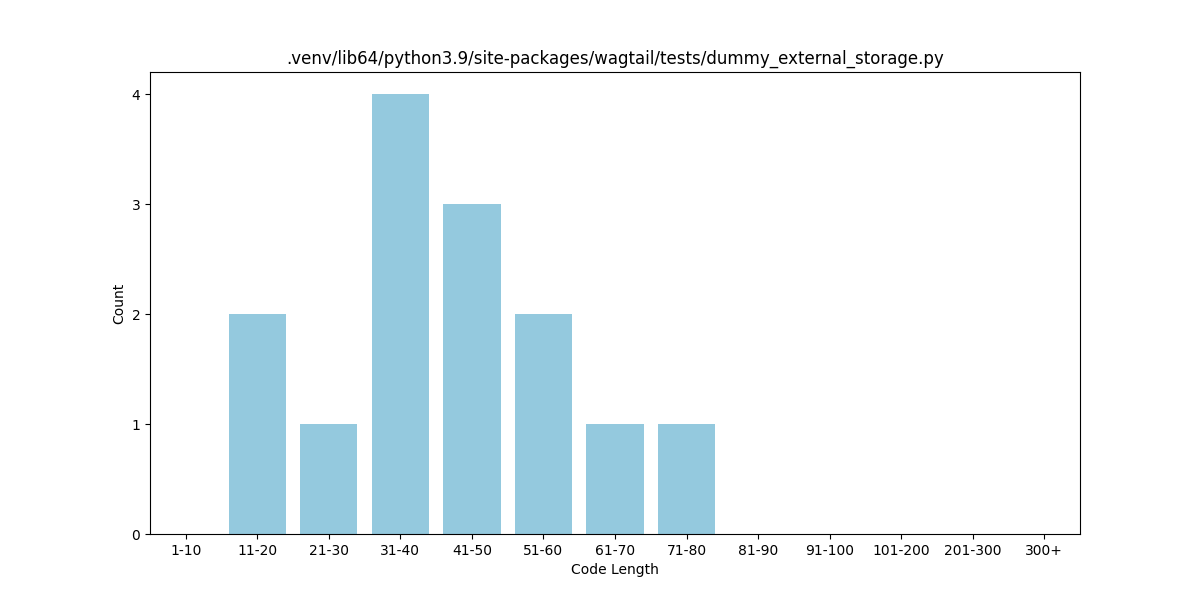 .venv/lib64/python3.9/site-packages/wagtail/tests/dummy_external_storage.py
4
3
2
1
0
Count
1-10 11-20 21-30 31-40 41-50 51-60 61-70 71-80 81-90 91-100 101-200 201-300 300+
Code Length